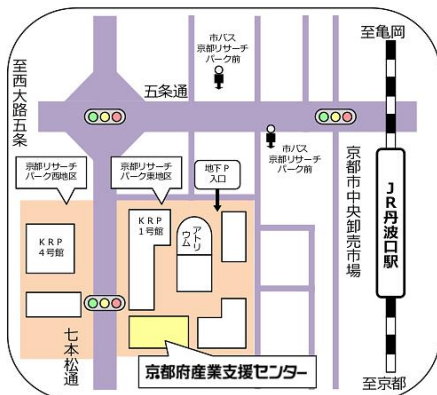 至亀岡
市バス
京都リサーチ
パーク前
至西大路五条
五条通
市バス
京都リサーチ
パーク前
京都リサーチ
パーク西地区
京都リサーチ
パーク東地区
地下P
入口
京都市中央卸売市場
JR丹波口駅
KRP
4号館
KRP
1号館
アトリ
ウム
七本松通
京都府産業支援センター
至京都